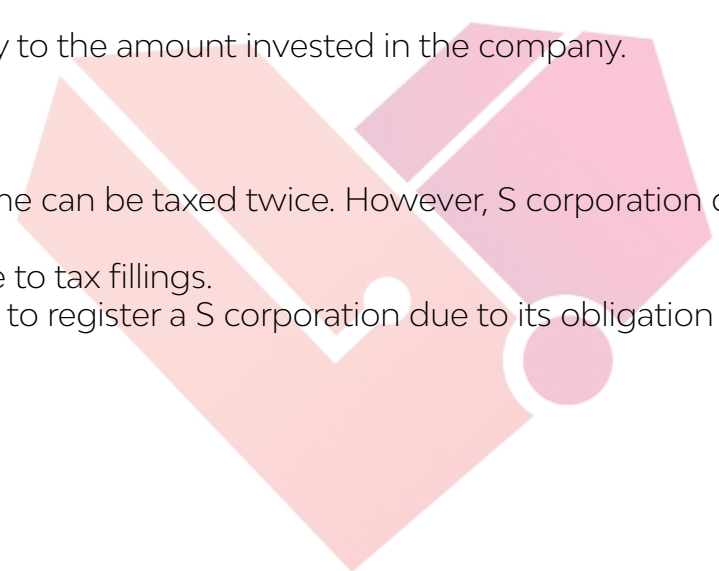 y to the amount invested in the company.
ne can be taxed twice. However, S corporation
e to tax fillings.
to register a S corporation due to its obligation